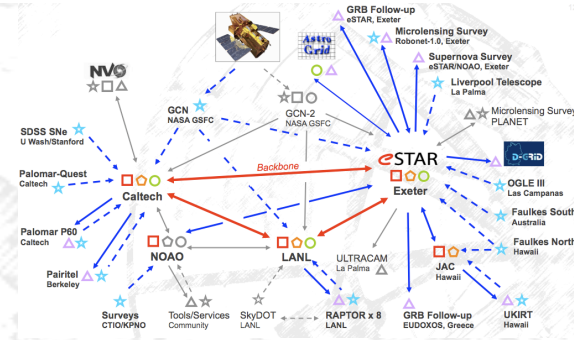 GRB Follow-up
eSTAR, Exeter
Microlensing Survey
Robonet-1.0, Exeter
Supernova Survey
eSTAR/NOAO, Exeter
Liverpool Telescope
La Palma
Astro
Grid
NVO
GCN
NASA GSFC
GCN-2
NASA GSFC
Microlensing Survey
PLANET
SDSS SNe
U Wash/Stanford
eSTAR
Exeter
D-GRID
Backbone
Palomar-Quest
Caltech
Caltech
OGLE III
Las Campanas
Palomar P60
Caltech
Faulkes South
Australia
NOAO
LANL
ULTRACAM
La Palma
Faulkes North
Hawaii
JAC
Hawaii
Pairitel
Berkeley
Surveys
CTIO/KPNO
Tools/Services
Community
SkyDOT
LANL
RAPTOR x 8
LANL
GRB Follow-up
EUDOXOS, Greece
UKIRT
Hawaii